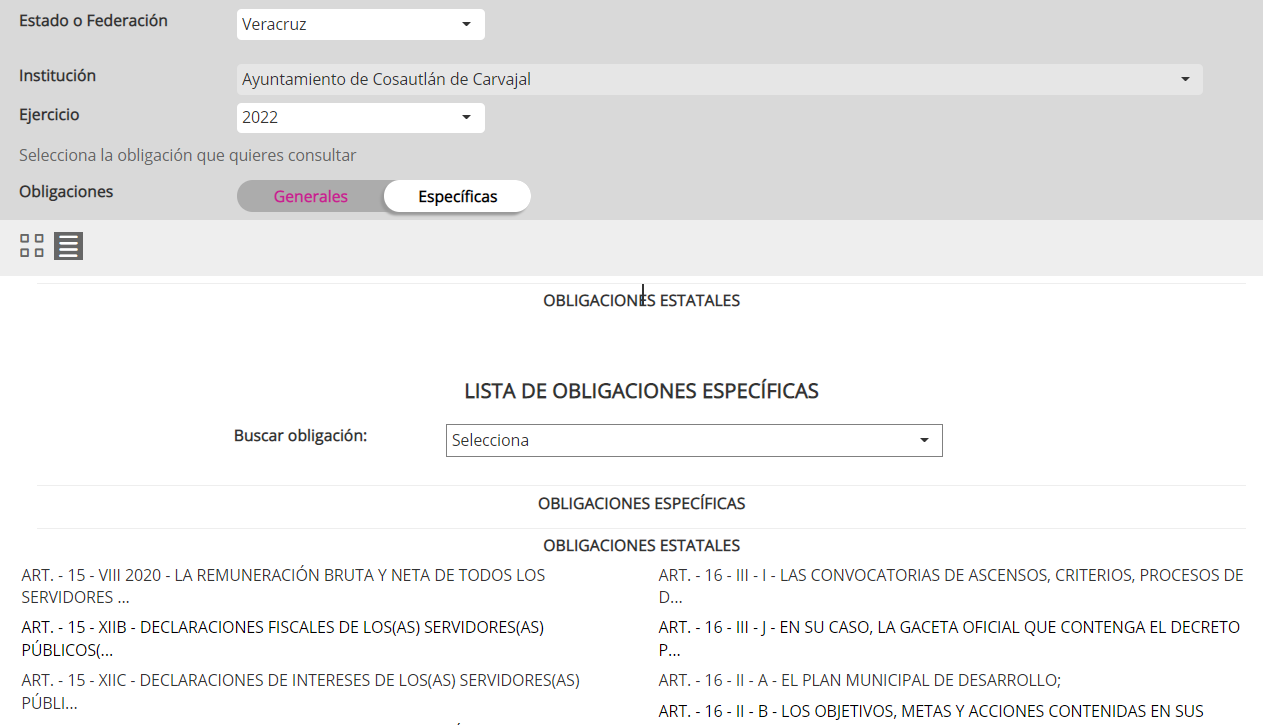 Estado o Federación
Veracruz
Institución
Ayuntamiento de Cosautlán de Carvajal
Ejercicio
2022
Selecciona la obligación que quieres consultar
Obligaciones
Generales
Específicas
OBLIGACIONES ESTATALES
LISTA DE OBLIGACIONES ESPECÍFICAS
Buscar obligación:
Selecciona
OBLIGACIONES ESPECÍFICAS
OBLIGACIONES ESTATALES
ART. - 15 - VIII 2020 - LA REMUNERACIÓN BRUTA Y NETA DE TODOS LOS
SERVIDORES ...
ART. - 15 - XIIB - DECLARACIONES FISCALES DE LOS(AS) SERVIDORES(AS)
PÚBLICOS(...
ART. - 15 - XIIC - DECLARACIONES DE INTERESES DE LOS(AS) SERVIDORES(AS)
PÚBLI...
ART. - 16 - III - I - LAS CONVOCATORIAS DE ASCENSOS, CRITERIOS, PROCESOS DE
D...
ART. - 16 - III - J - EN SU CASO, LA GACETA OFICIAL QUE CONTENGA EL DECRETO
P...
ART. - 16 - II - A - EL PLAN MUNICIPAL DE DESARROLLO;
ART. - 16 - II - B - LOS OBJETIVOS, METAS Y ACCIONES CONTENIDAS EN SUS